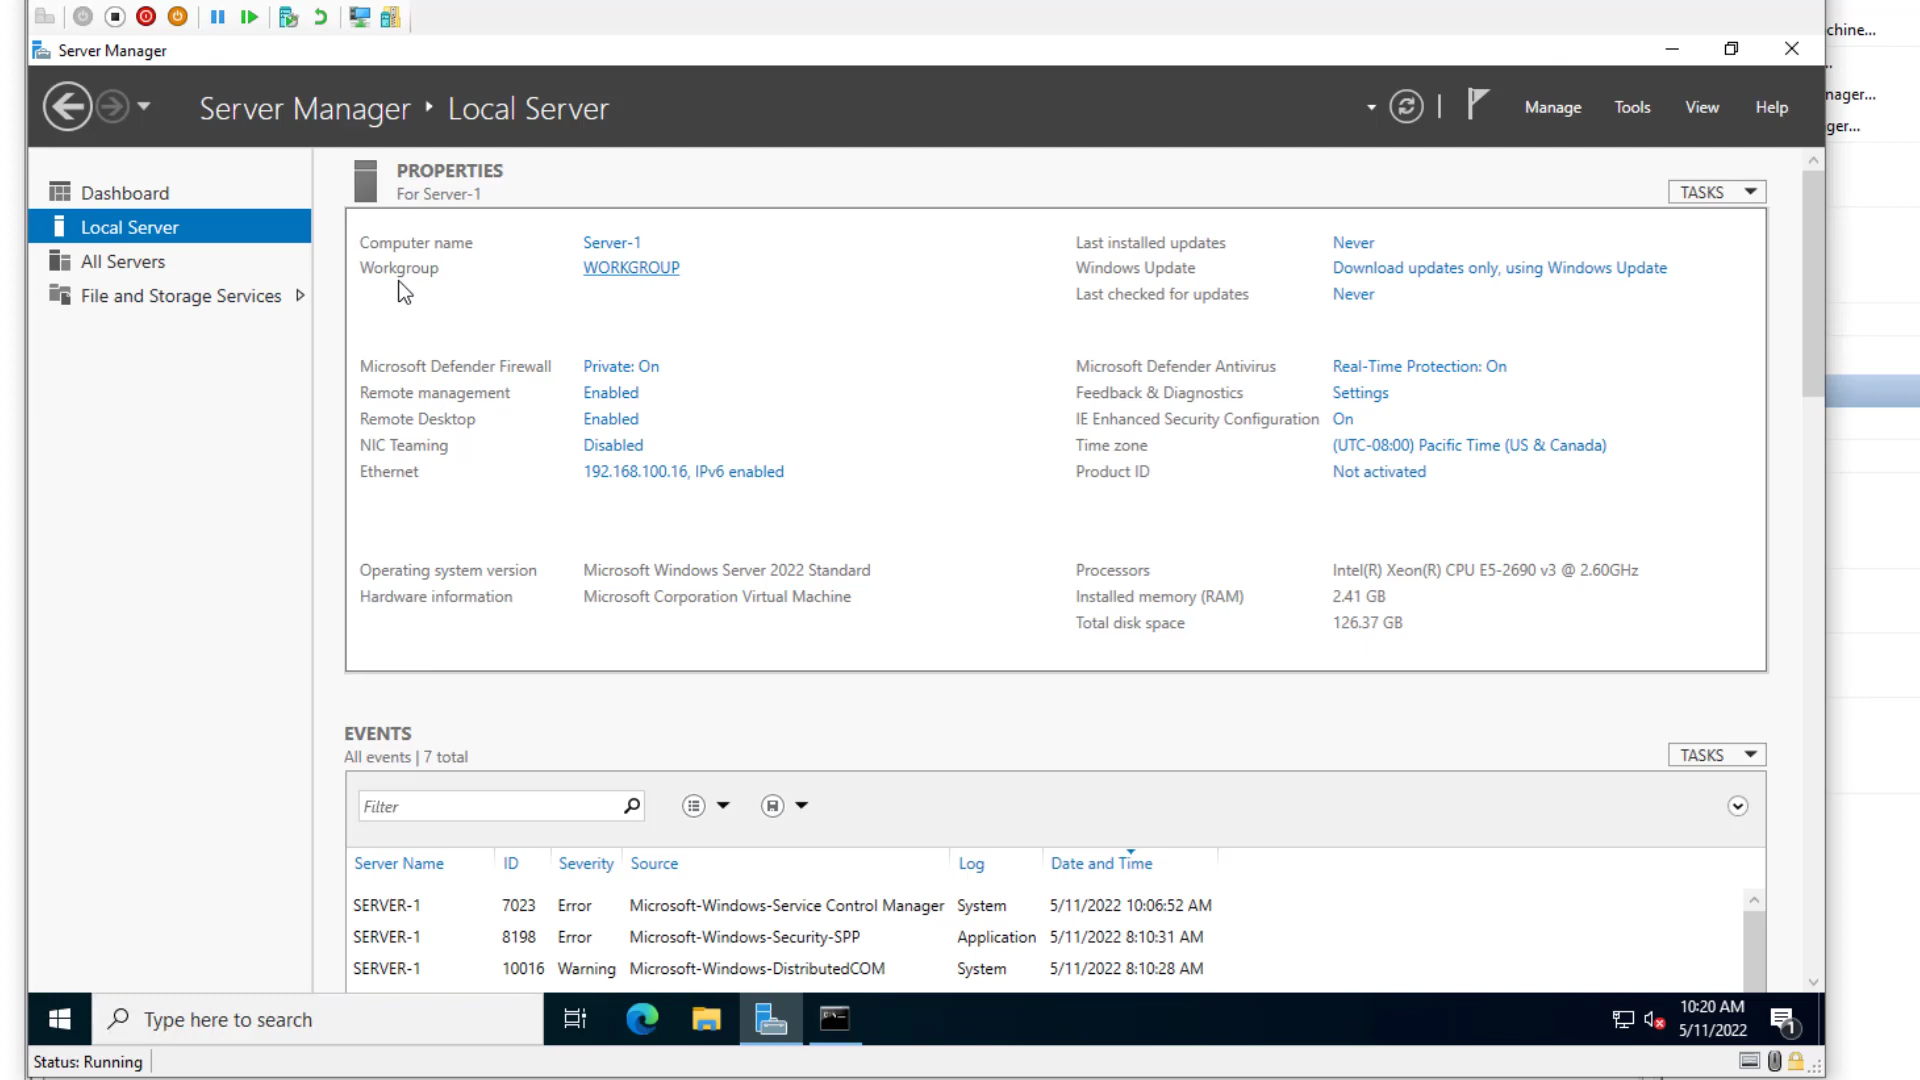 chine...
Server Manager
nager...
ger...
Server Manager ‣ Local Server
Manage Tools View Help
Dashboard
Local Server
All Servers
File and Storage Services
PROPERTIES
For Server-1
TASKS
Computer name Server-1
Workgroup WORKGROUP
Last installed updates Never
Windows Update Download updates only, using Windows Update
Last checked for updates Never
Microsoft Defender Firewall Private: On
Remote management Enabled
Remote Desktop Enabled
NIC Teaming Disabled
Ethernet 192.168.100.16, IPv6 enabled
Microsoft Defender Antivirus Real-Time Protection: On
Feedback & Diagnostics Settings
IE Enhanced Security Configuration On
Time zone (UTC-08:00) Pacific Time (US & Canada)
Product ID Not activated
Operating system version Microsoft Windows Server 2022 Standard
Hardware information Microsoft Corporation Virtual Machine
Processors Intel(R) Xeon(R) CPU E5-2690 v3 @ 2.60GHz
Installed memory (RAM) 2.41 GB
Total disk space 126.37 GB
EVENTS
All events | 7 total
TASKS
Filter
Server Name ID Severity Source Log Date and Time
SERVER-1 7023 Error Microsoft-Windows-Service Control Manager System 5/11/2022 10:06:52 AM
SERVER-1 8198 Error Microsoft-Windows-Security-SPP Application 5/11/2022 8:10:31 AM
SERVER-1 10016 Warning Microsoft-Windows-DistributedCOM System 5/11/2022 8:10:28 AM
Type here to search
10:20 AM
5/11/2022
1
Status: Running